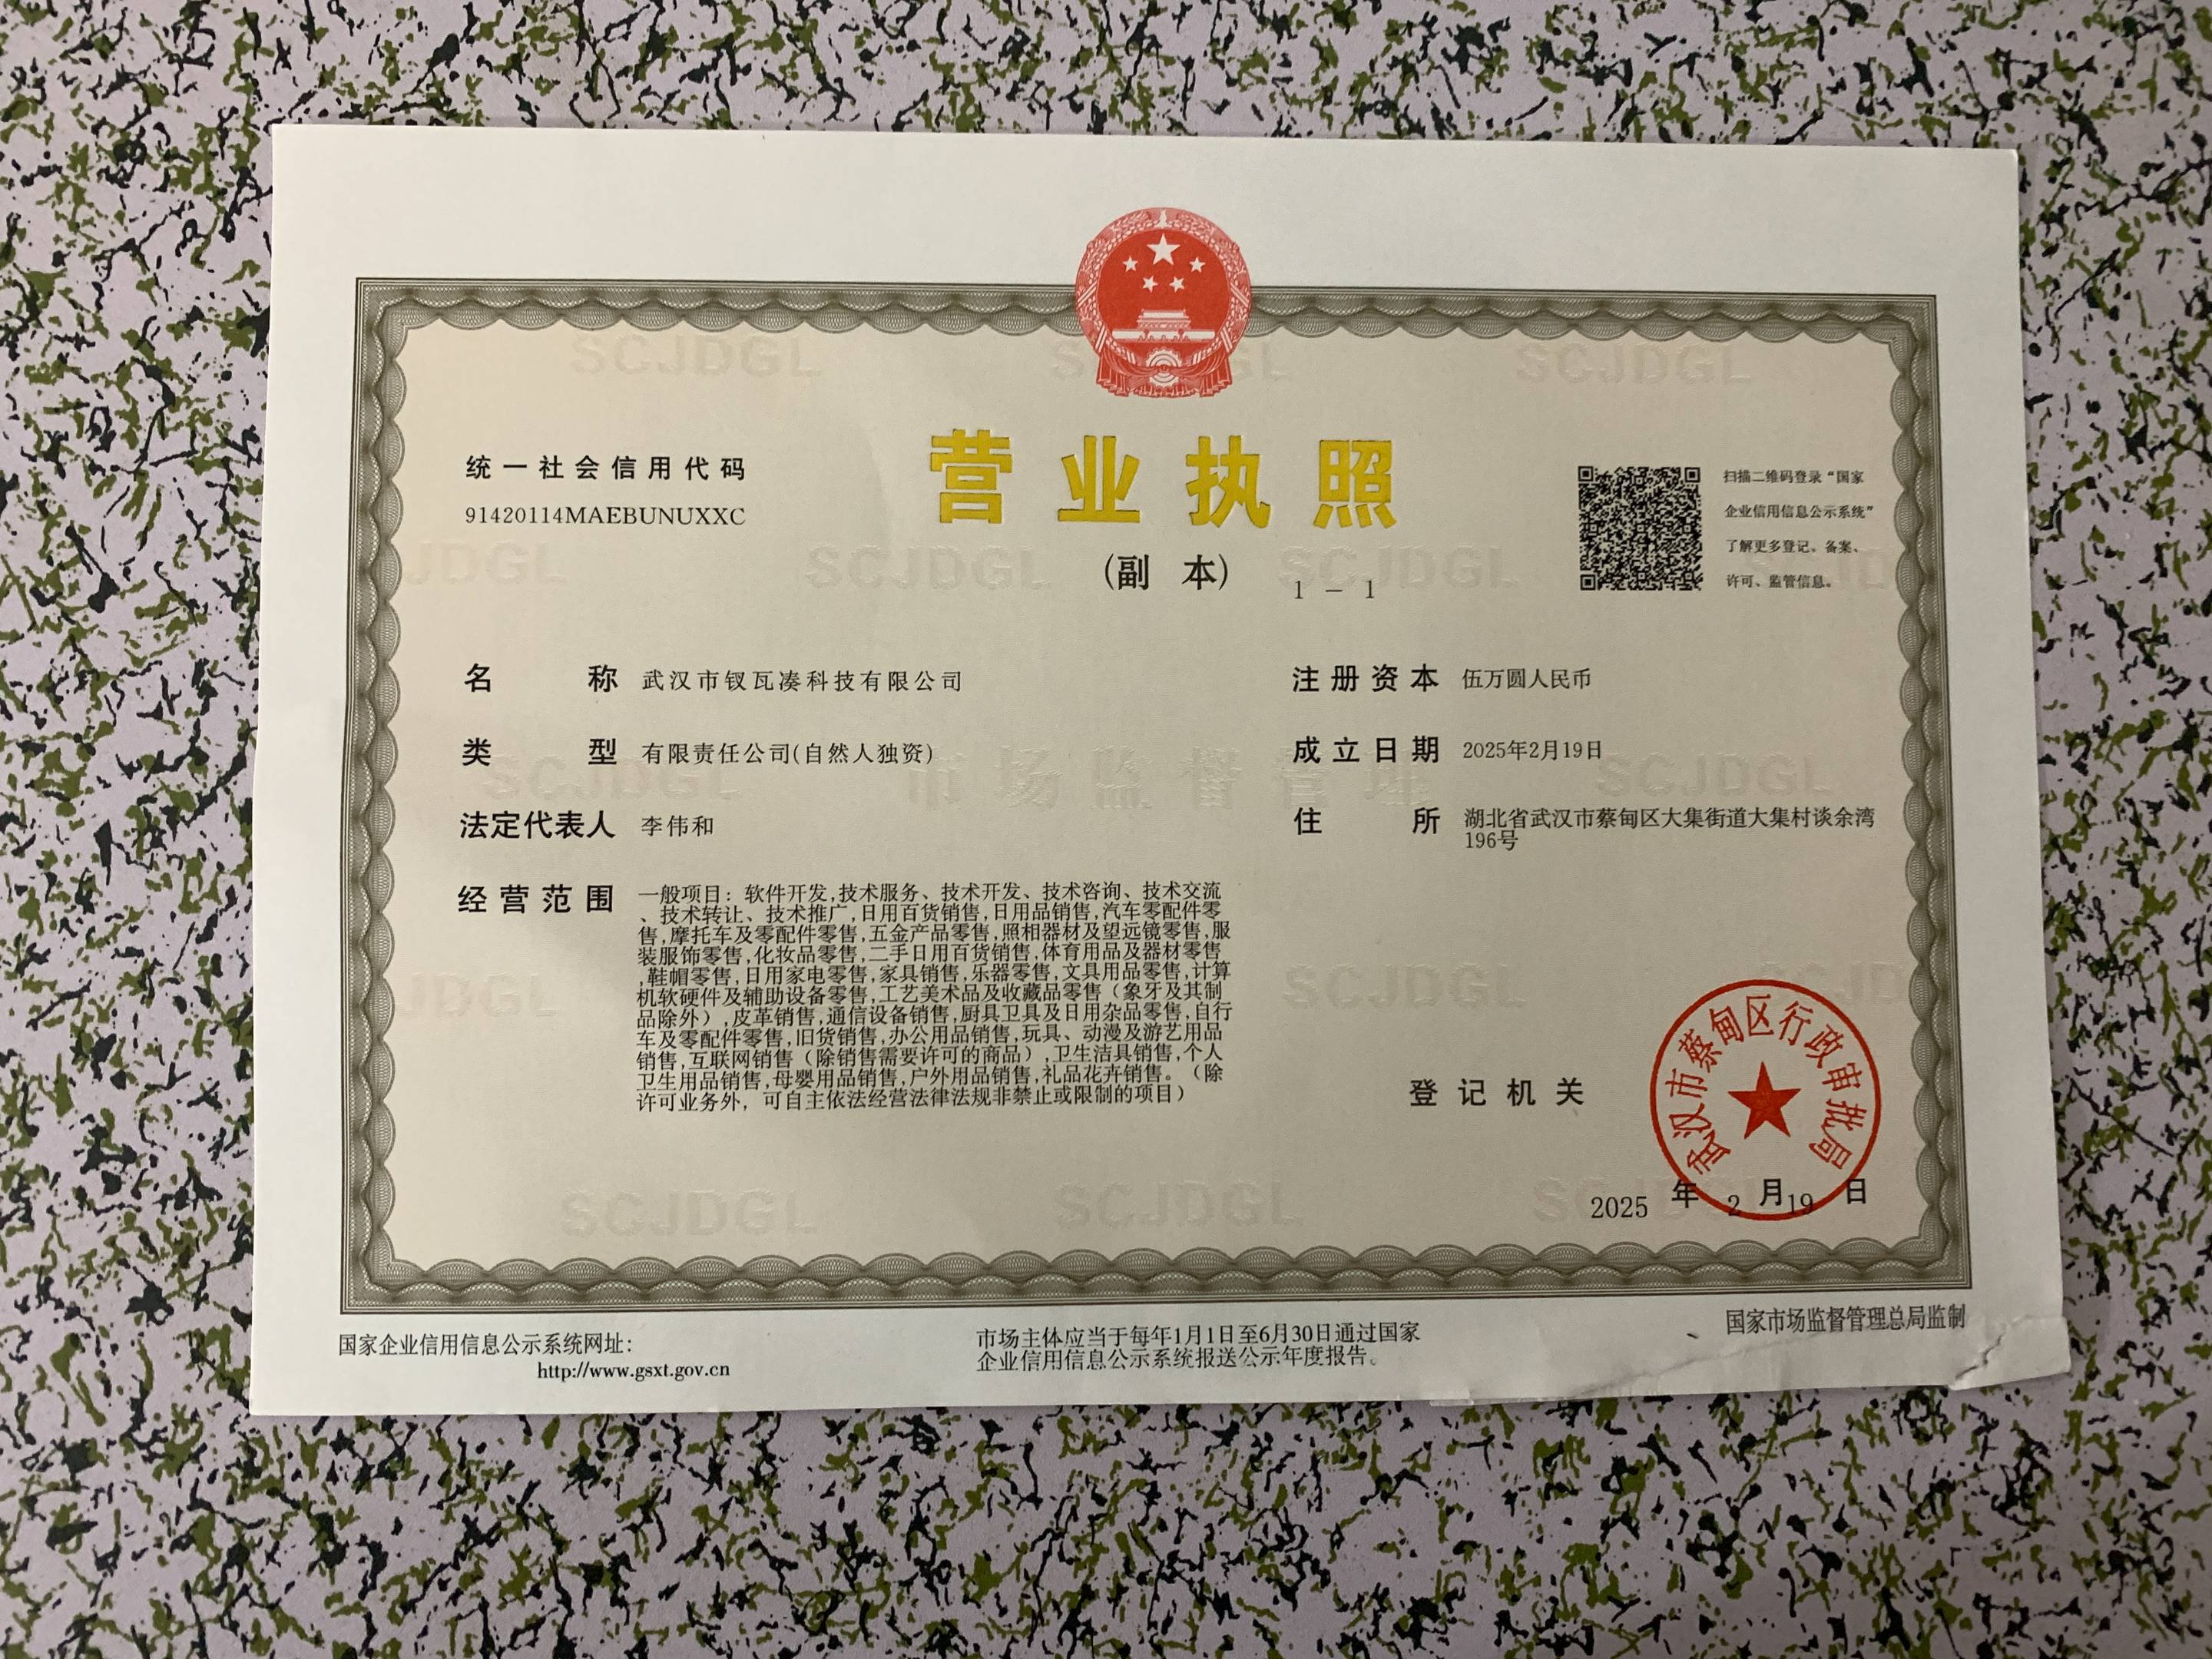 营业执照
(副 本) 1 - 1
统一社会信用代码
91420114MAEBUNUXXC
扫描二维码登录“国家
企业信用信息公示系统”
了解更多登记、备案、
许可、监管信息。
名 称 武汉市钗瓦凑科技有限公司
类 型 有限责任公司(自然人独资)
法定代表人 李伟和
经营范围 一般项目：软件开发,技术服务、技术开发、技术咨询、技术交流
、技术转让、技术推广,日用百货销售,日用品销售,汽车零配件零
售,摩托车及零配件零售,五金产品零售,照相器材及望远镜零售,服
装服饰零售,化妆品零售,二手日用百货销售,体育用品及器材零售
,鞋帽零售,日用家电零售,家具销售,乐器零售,文具用品零售,计算
机软硬件及辅助设备零售,工艺美术品及收藏品零售（象牙及其制
品除外）,皮革销售,通信设备销售,厨具卫具及日用杂品零售,自行
车及零配件零售,旧货销售,办公用品销售,玩具、动漫及游艺用品
销售,互联网销售（除销售需要许可的商品）,卫生洁具销售,个人
卫生用品销售,母婴用品销售,户外用品销售,礼品花卉销售。（除
许可业务外，可自主依法经营法律法规非禁止或限制的项目）
注册资本 伍万圆人民币
成立日期 2025年2月19日
住 所 湖北省武汉市蔡甸区大集街道大集村谈余湾
196号
登记机关
武汉市蔡甸区行政审批局
2025 年 2 月 19 日
国家企业信用信息公示系统网址：
http://www.gsxt.gov.cn
市场主体应当于每年1月1日至6月30日通过国家
企业信用信息公示系统报送公示年度报告。
国家市场监督管理总局监制
SCJDGL
市场监督管理